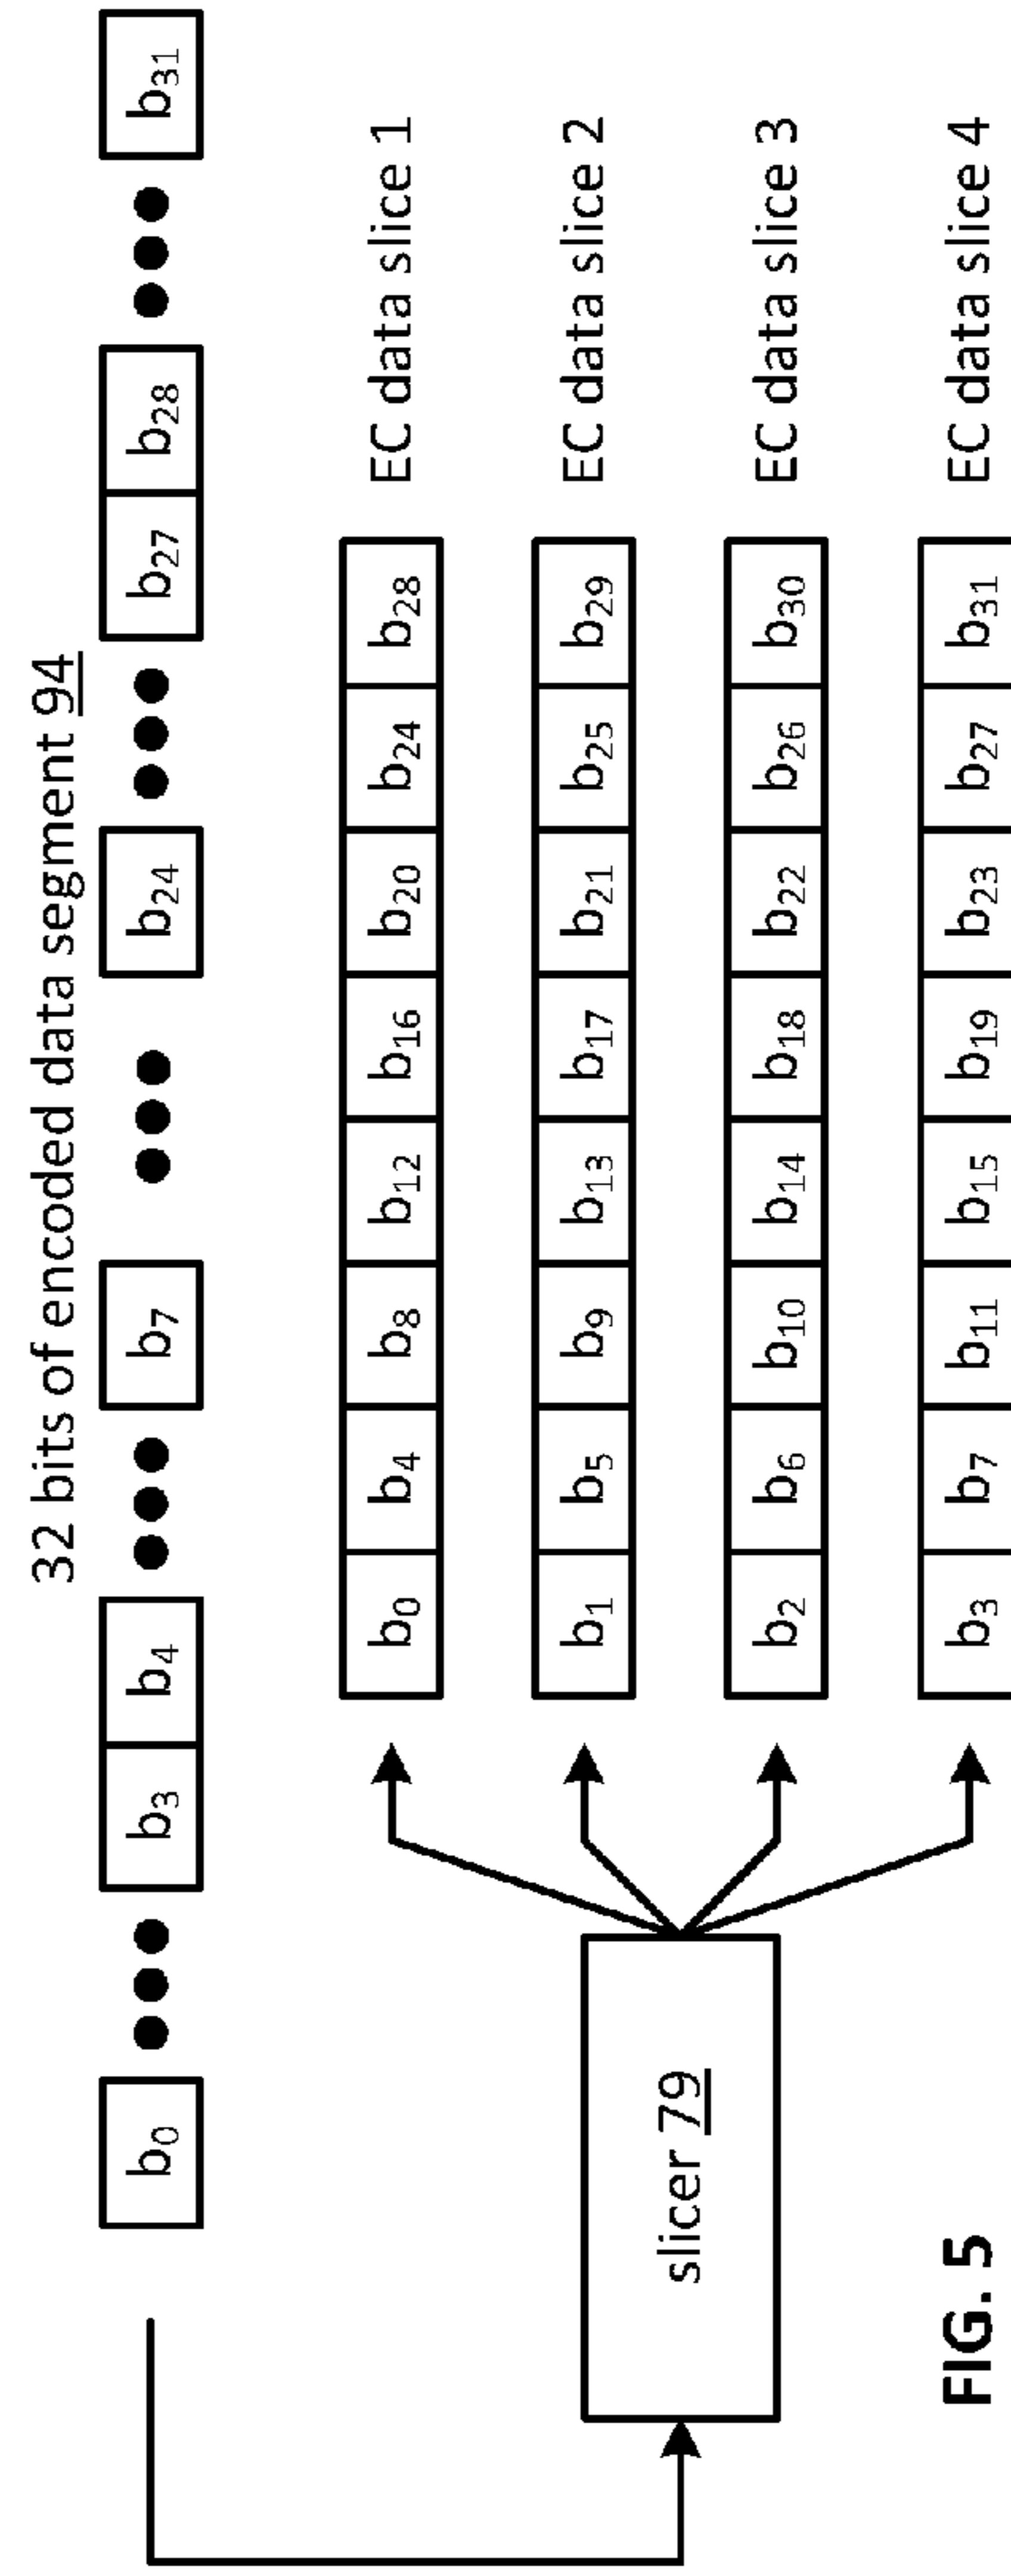 32 bits of encoded data segment 94
b0 ••• b3 b4 ••• b7 ••• b24 ••• b27 b28 ••• b31
b0 b4 b8 b12 b16 b20 b24 b28 EC data slice 1
b1 b5 b9 b13 b17 b21 b25 b29 EC data slice 2
slicer 79
b2 b6 b10 b14 b18 b22 b26 b30 EC data slice 3
b3 b7 b11 b15 b19 b23 b27 b31 EC data slice 4
FIG. 5